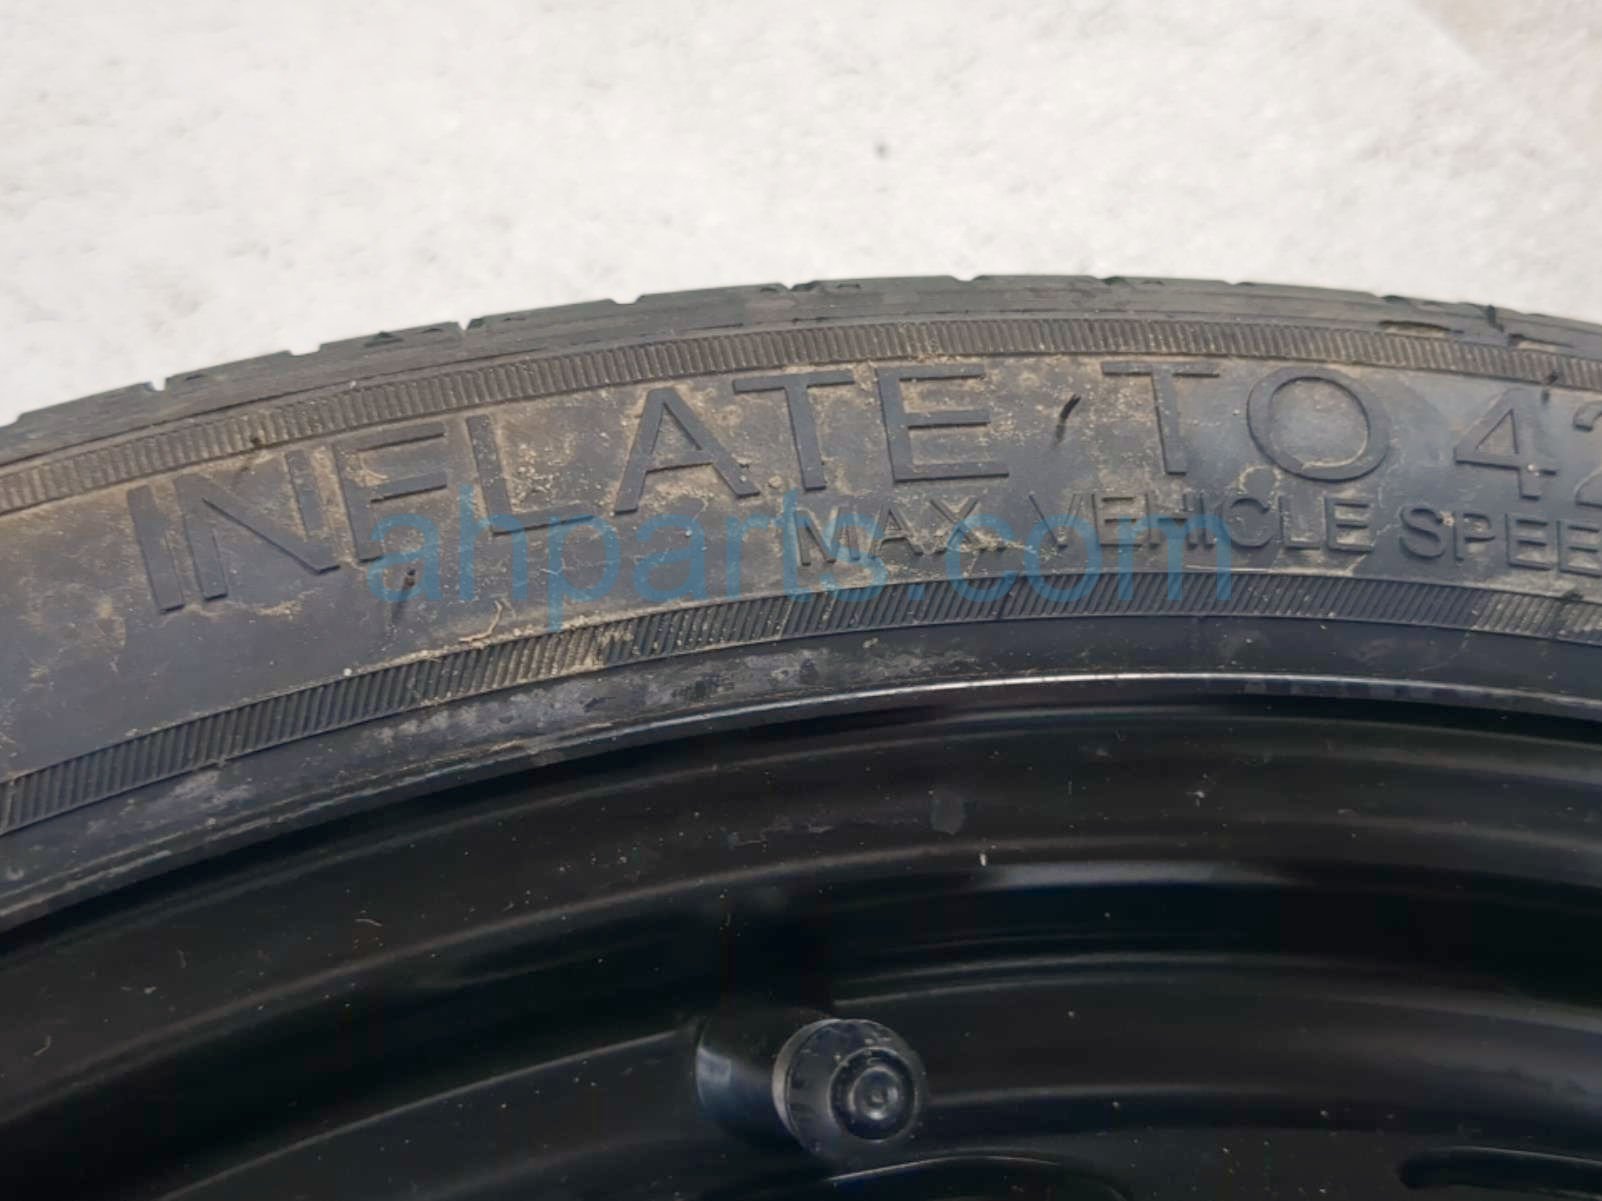 INFLATE TO 42
MAX. VEHICLE SPEE
ahparts.com